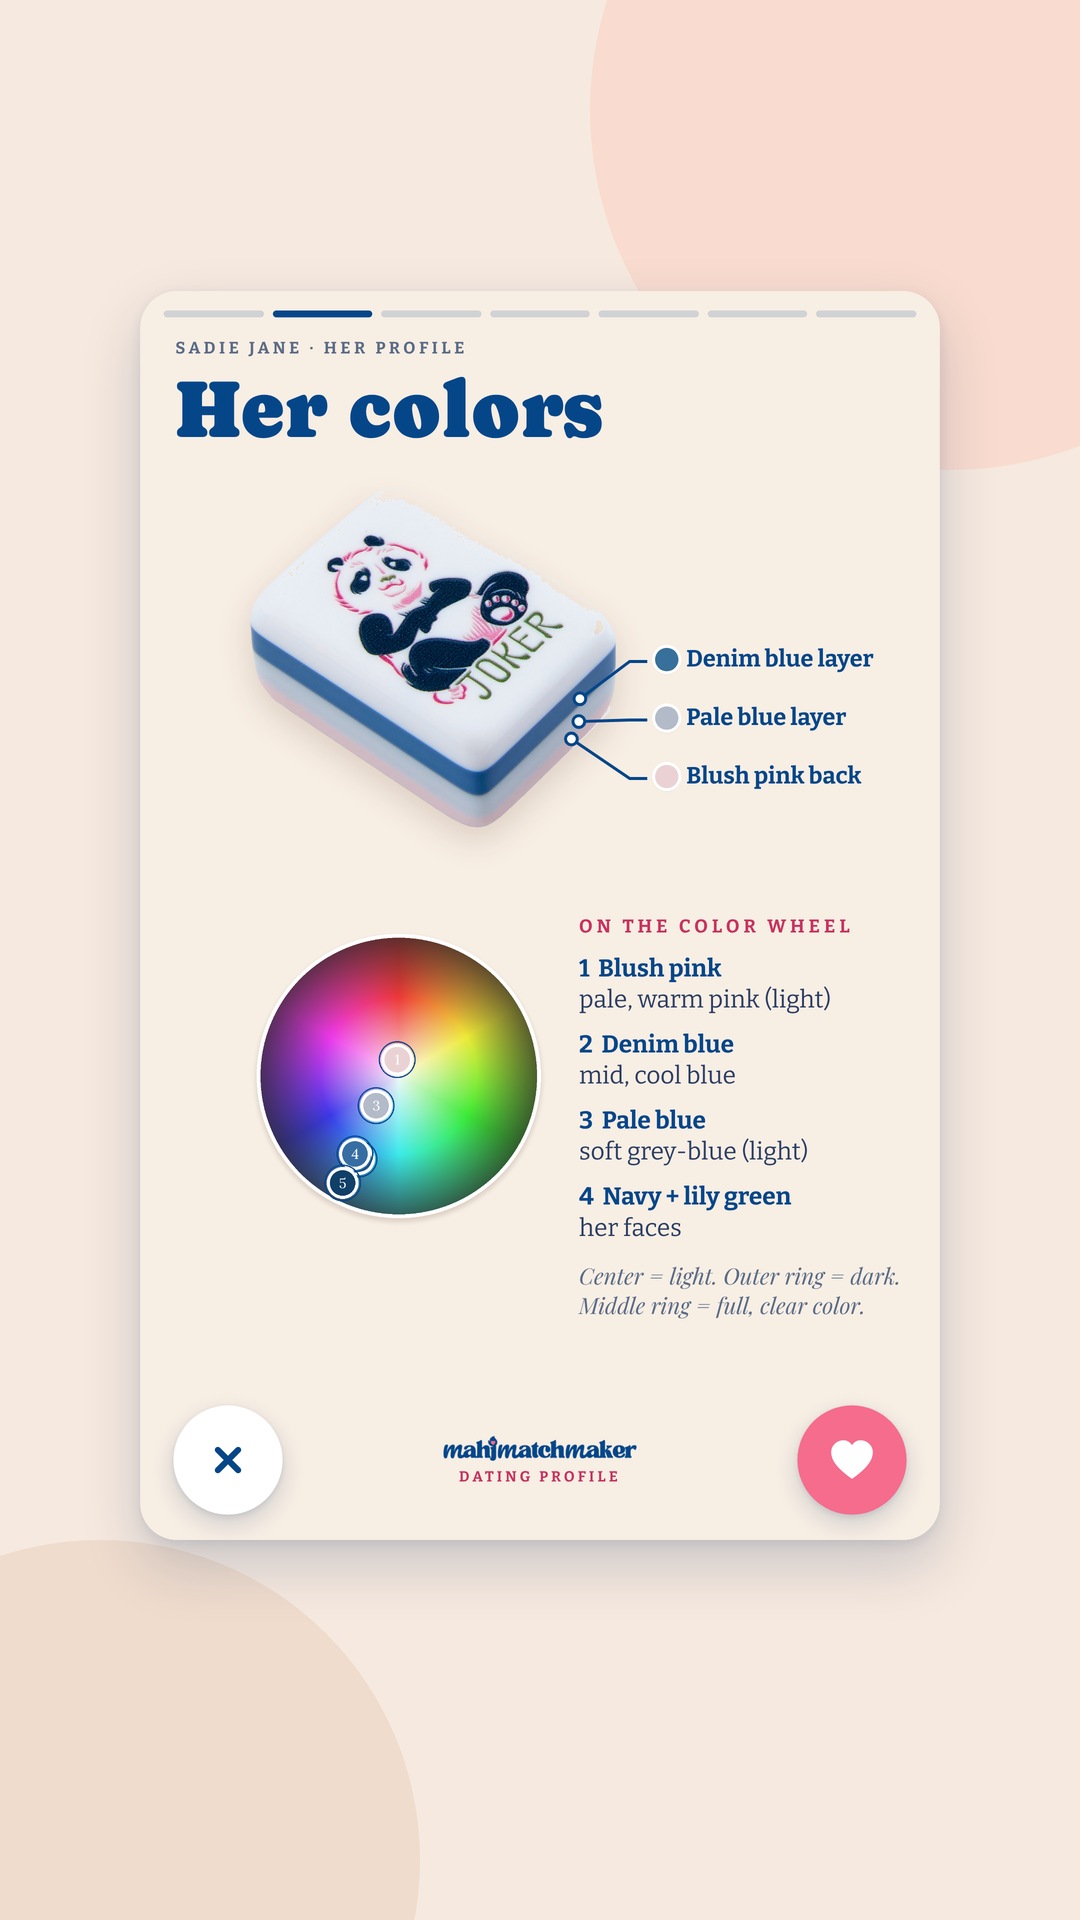 SADIE JANE · HER PROFILE
Her colors
JOKER
Denim blue layer
Pale blue layer
Blush pink back
ON THE COLOR WHEEL
1 Blush pink
pale, warm pink (light)
2 Denim blue
mid, cool blue
3 Pale blue
soft grey-blue (light)
4 Navy + lily green
her faces
Center = light. Outer ring = dark.
Middle ring = full, clear color.
1
3
4
5
mahjmatchmaker
DATING PROFILE